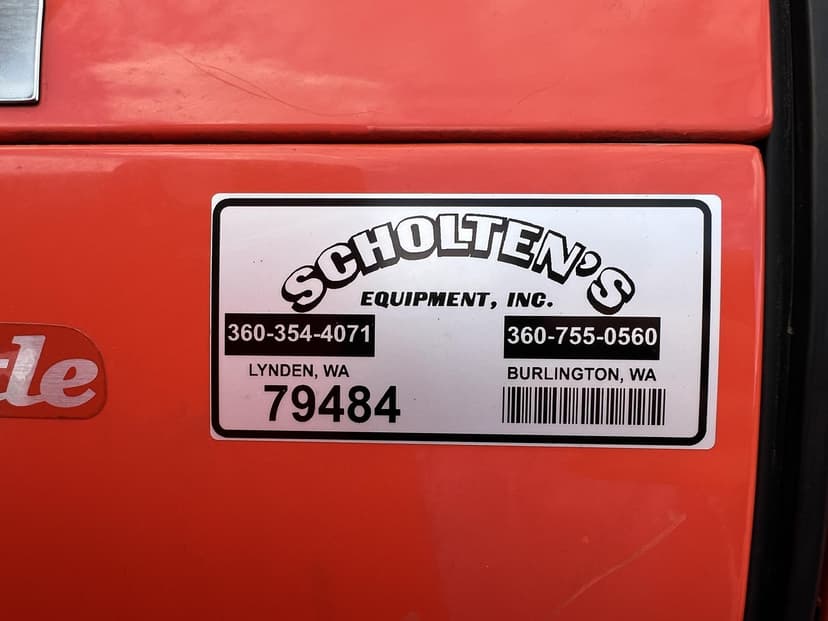 SCHOLTEN'S
EQUIPMENT, INC.
360-354-4071
LYNDEN, WA
79484
360-755-0560
BURLINGTON, WA